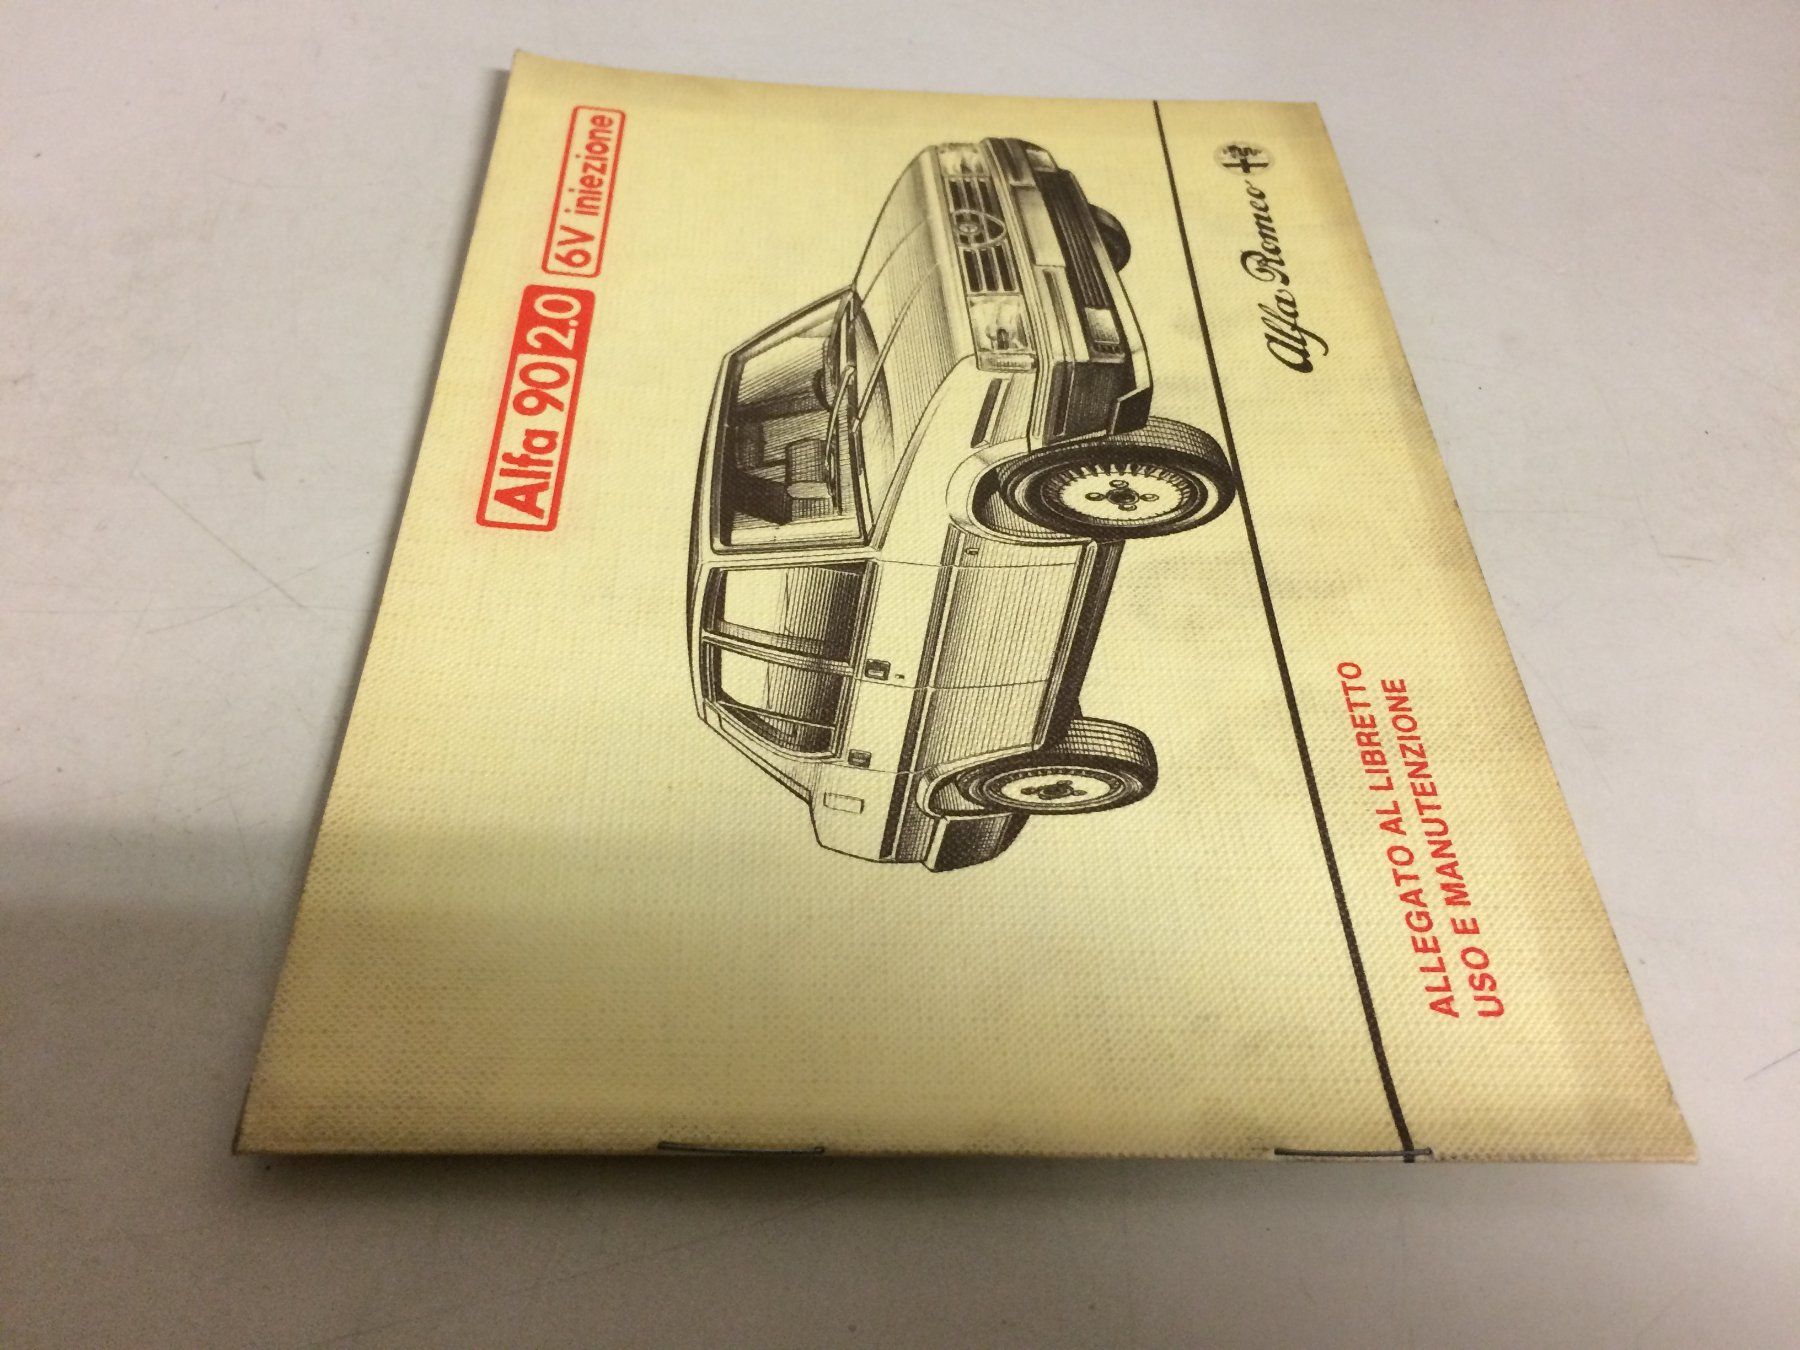 Alfa 90 2.0 6V iniezione
Alfa Romeo
ALLEGATO AL LIBRETTO
USO E MANUTENZIONE